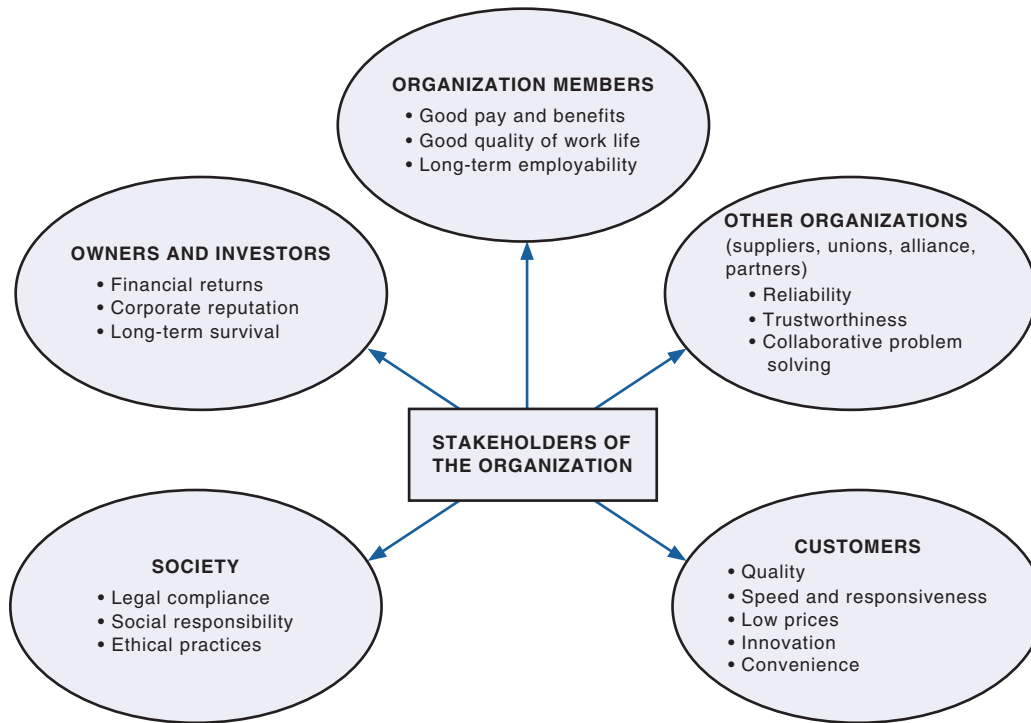 ORGANIZATION MEMBERS
• Good pay and benefits
• Good quality of work life
• Long-term employability
OWNERS AND INVESTORS
• Financial returns
• Corporate reputation
• Long-term survival
OTHER ORGANIZATIONS
(suppliers, unions, alliance,
partners)
• Reliability
• Trustworthiness
• Collaborative problem
solving
STAKEHOLDERS OF
THE ORGANIZATION
SOCIETY
• Legal compliance
• Social responsibility
• Ethical practices
CUSTOMERS
• Quality
• Speed and responsiveness
• Low prices
• Innovation
• Convenience